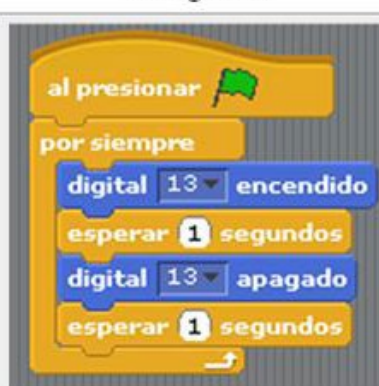 al presionar
por siempre
digital 13 encendido
esperar 1 segundos
digital 13 apagado
esperar 1 segundos